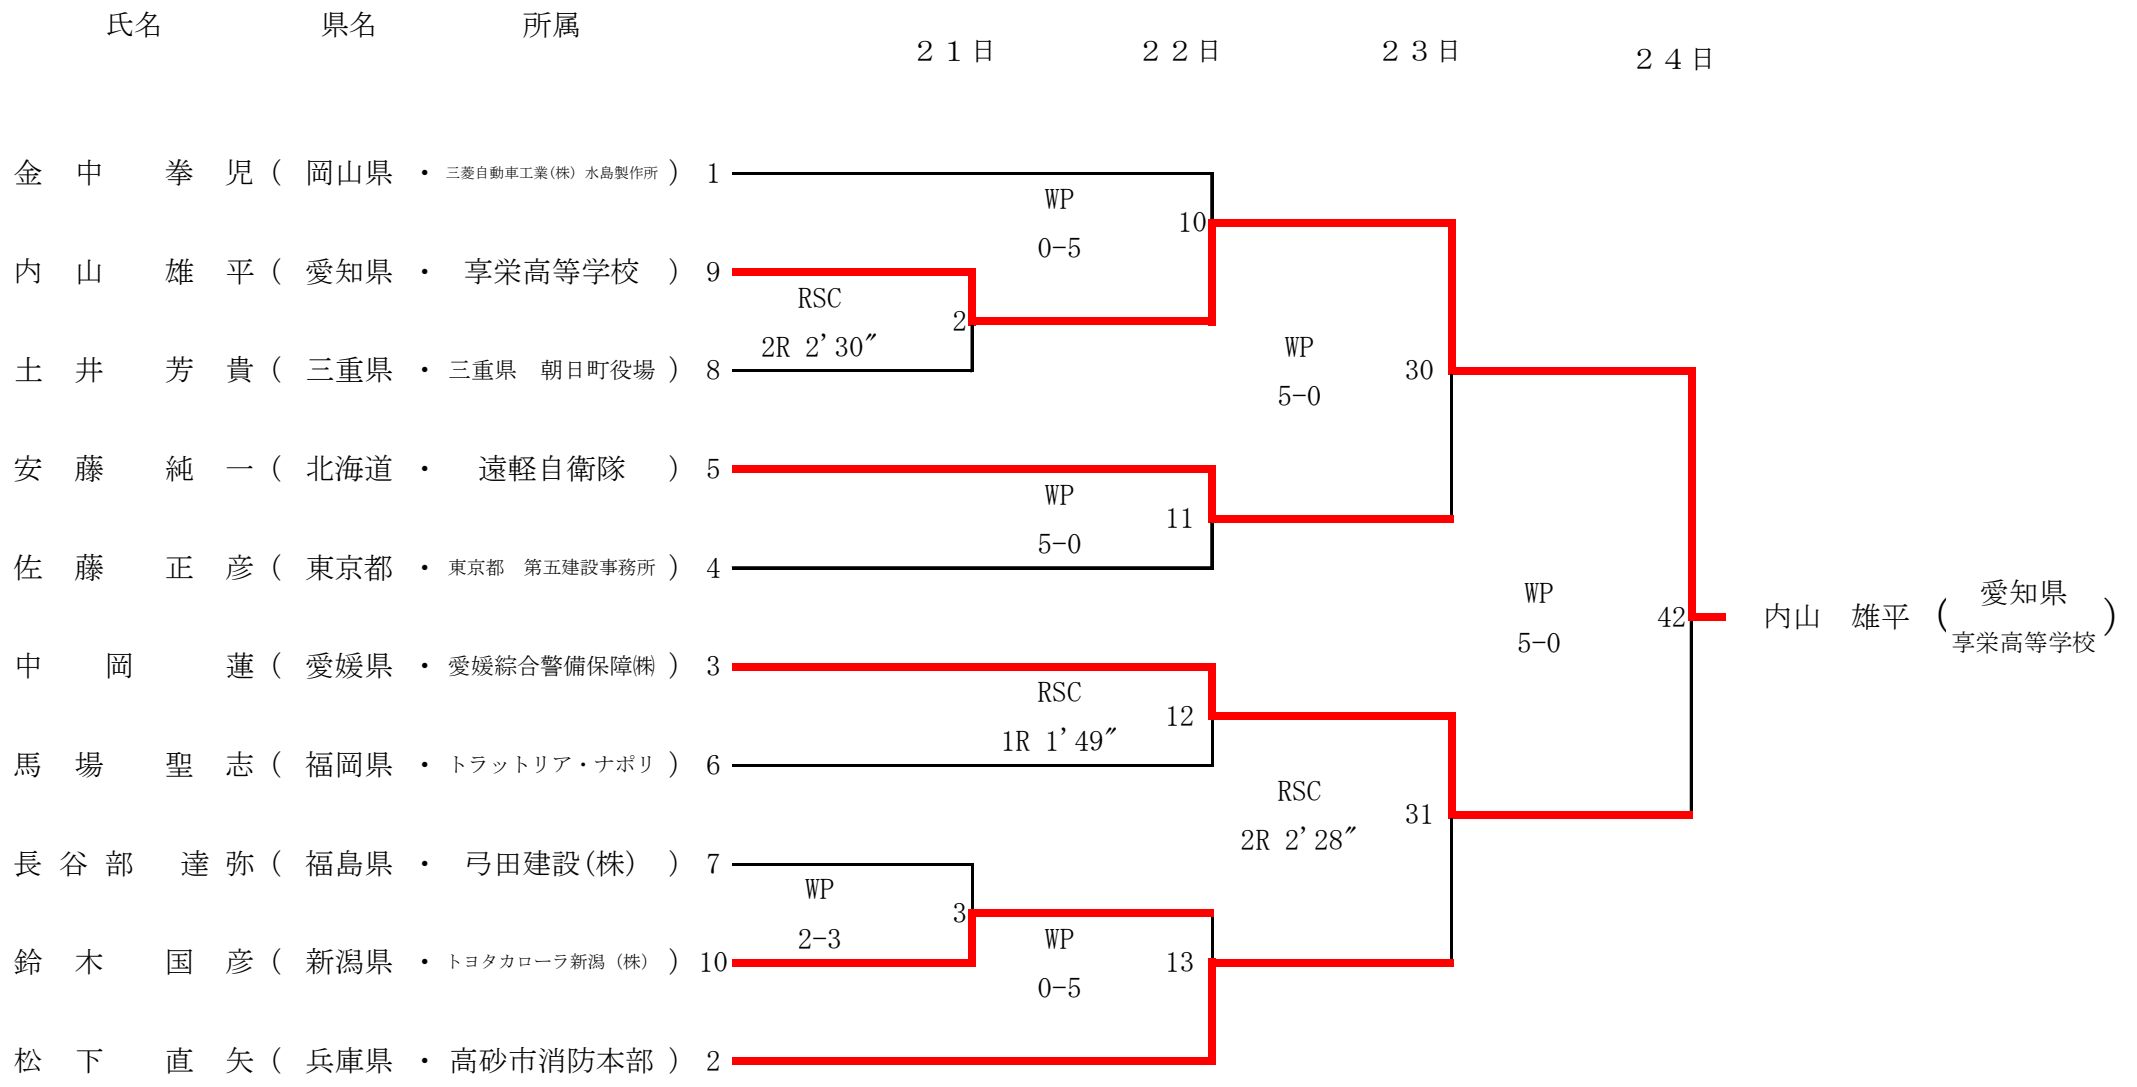 氏名 県名 所属
２１日 ２２日 ２３日 ２４日
金中 拳児（岡山県・三菱自動車工業(株) 水島製作所）1
WP
10
0-5
内山 雄平（愛知県・享栄高等学校）9
RSC
2
2R 2'30″
WP
30
土井 芳貴（三重県・三重県 朝日町役場）8
5-0
安藤 純一（北海道・遠軽自衛隊）5
WP
11
5-0
佐藤 正彦（東京都・東京都 第五建設事務所）4
WP
5-0
42
内山 雄平（愛知県
享栄高等学校）
中岡 蓮（愛媛県・愛媛綜合警備保障㈱）3
RSC
12
1R 1'49″
馬場 聖志（福岡県・トラットリア・ナポリ）6
RSC
31
2R 2'28″
長谷部 達弥（福島県・弓田建設(株)）7
WP
3
2-3
WP
鈴木 国彦（新潟県・トヨタカローラ新潟（株））10
13
0-5
松下 直矢（兵庫県・高砂市消防本部）2